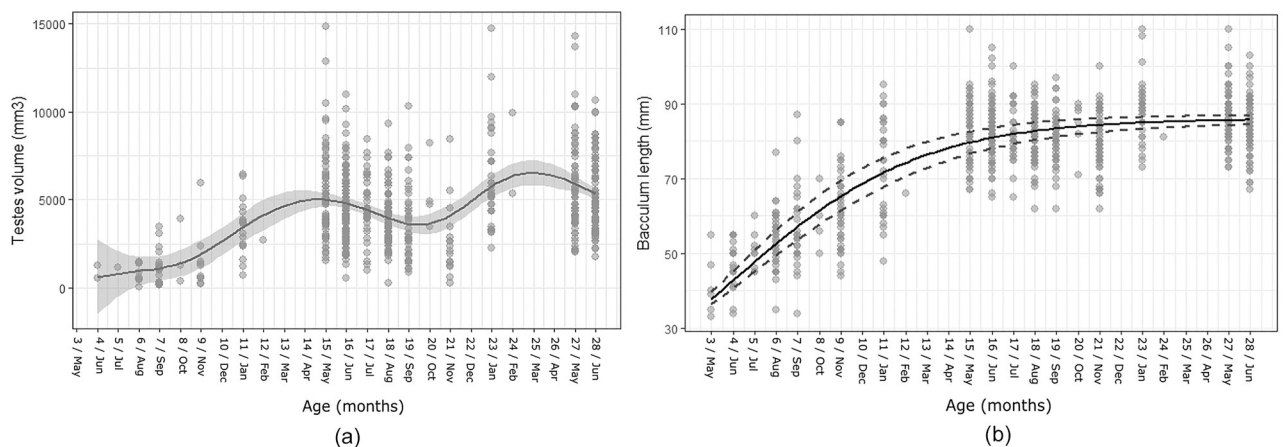 Testes volume (mm3)
15000
10000
5000
0
3 / May
4 / Jun
5 / Jul
6 / Aug
7 / Sep
8 / Oct
9 / Nov
10 / Dec
11 / Jan
12 / Feb
13 / Mar
14 / Apr
15 / May
16 / Jun
17 / Jul
18 / Aug
19 / Sep
20 / Oct
21 / Nov
22 / Dec
23 / Jan
24 / Feb
25 / Mar
26 / Apr
27 / May
28 / Jun
Age (months)
(a)
Bacculum length (mm)
110
90
70
50
30
3 / May
4 / Jun
5 / Jul
6 / Aug
7 / Sep
8 / Oct
9 / Nov
10 / Dec
11 / Jan
12 / Feb
13 / Mar
14 / Apr
15 / May
16 / Jun
17 / Jul
18 / Aug
19 / Sep
20 / Oct
21 / Nov
22 / Dec
23 / Jan
24 / Feb
25 / Mar
26 / Apr
27 / May
28 / Jun
Age (months)
(b)